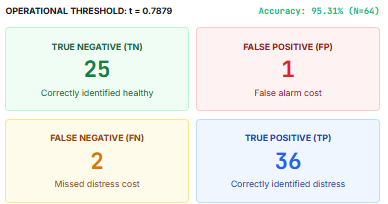 OPERATIONAL THRESHOLD: t = 0.7879
Accuracy: 95.31% (N=64)
TRUE NEGATIVE (TN)
25
Correctly identified healthy
FALSE POSITIVE (FP)
1
False alarm cost
FALSE NEGATIVE (FN)
2
Missed distress cost
TRUE POSITIVE (TP)
36
Correctly identified distress